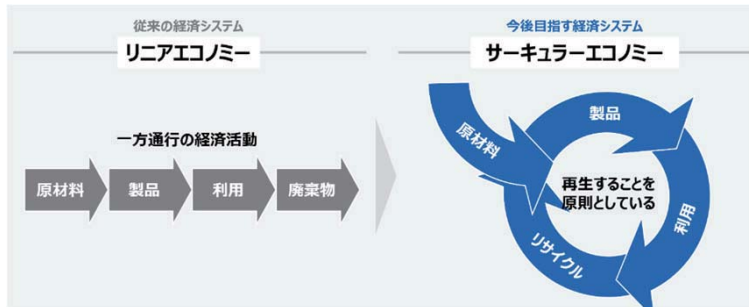 従来の経済システム
リニアエコノミー
一方通行の経済活動
原材料
製品
利用
廃棄物
今後目指す経済システム
サーキュラーエコノミー
原材料
製品
利用
リサイクル
再生することを
原則としている